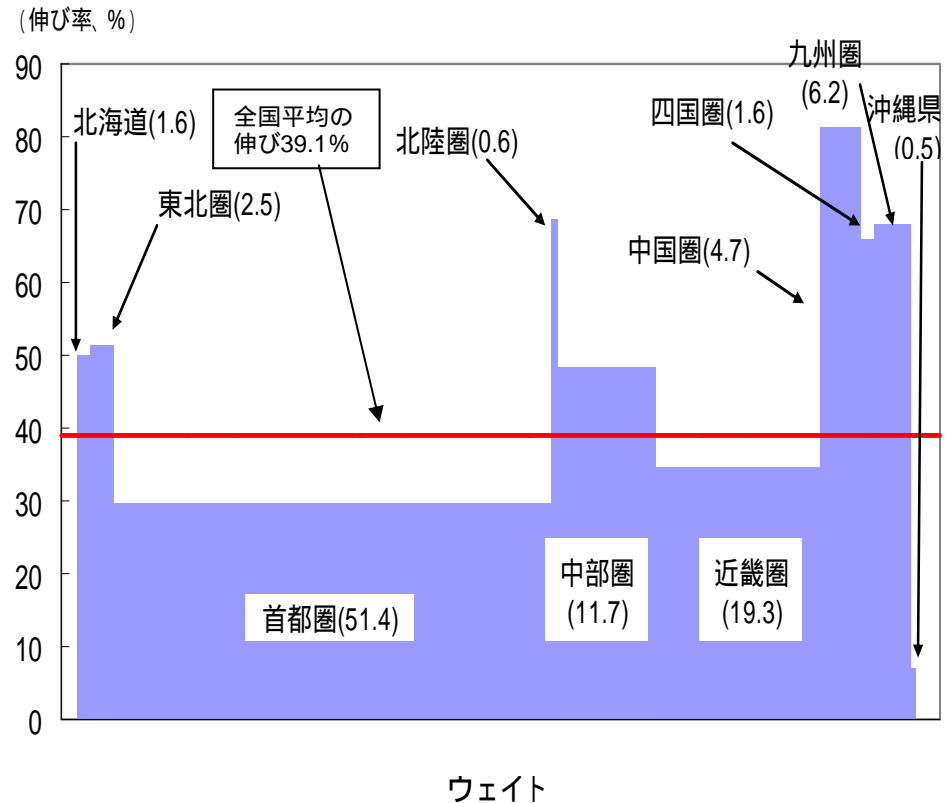 (伸び率、%)
90
80
70
60
50
40
30
20
10
0
北海道(1.6)
東北圏(2.5)
全国平均の
伸び39.1%
北陸圏(0.6)
四国圏(1.6)
九州圏
(6.2)
沖縄県
(0.5)
中国圏(4.7)
首都圏(51.4)
中部圏
(11.7)
近畿圏
(19.3)
ウェイト